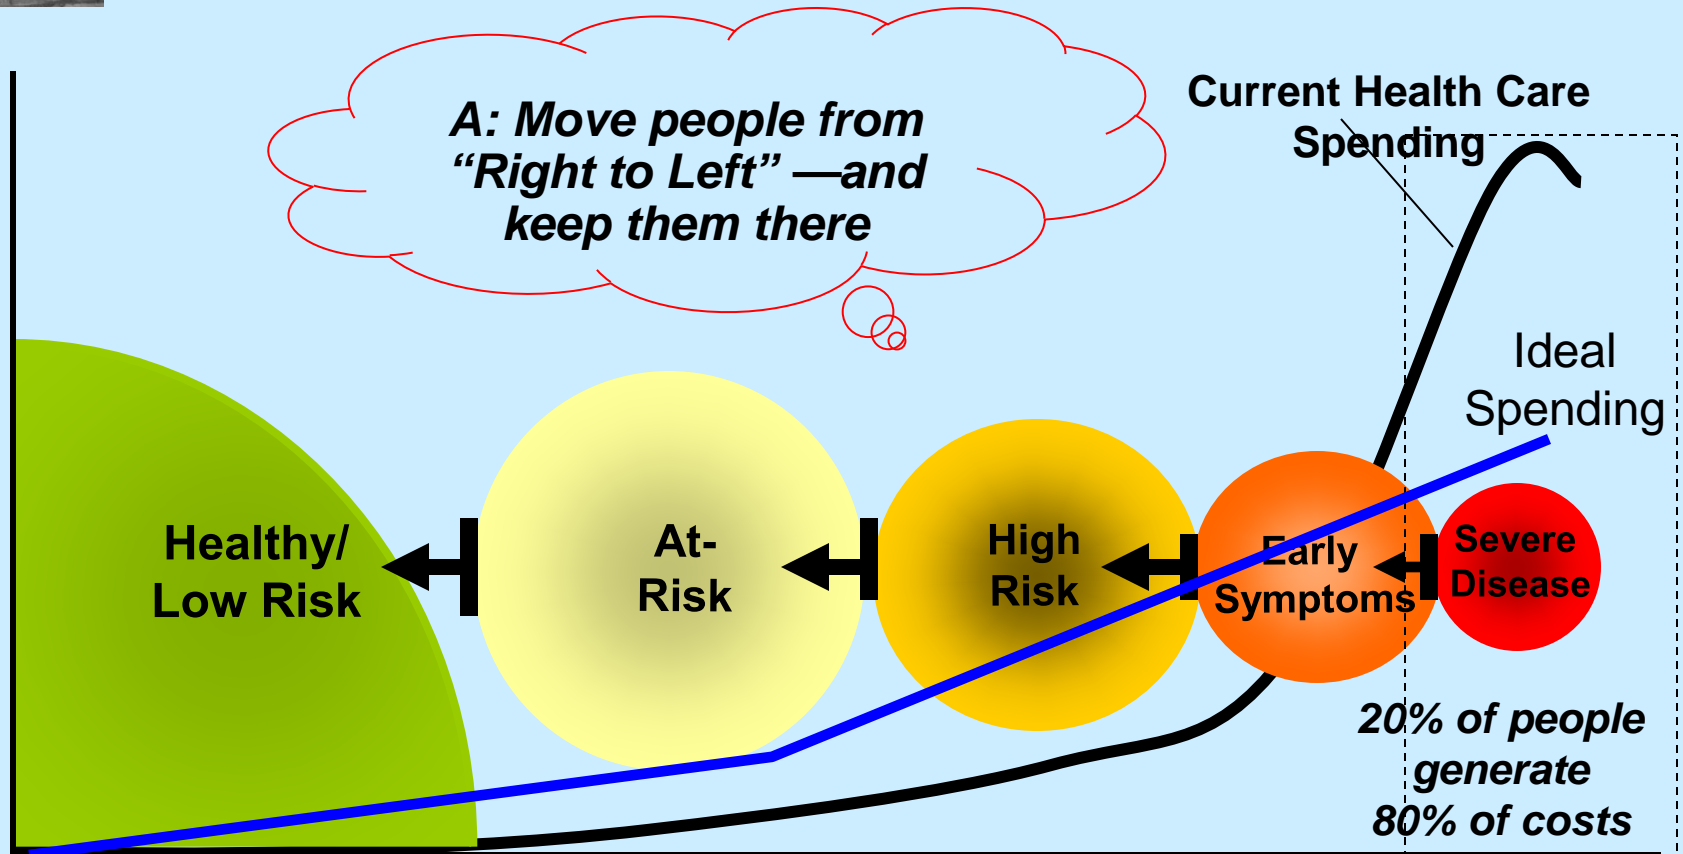 A: Move people from
“Right to Left” —and
keep them there
Current Health Care
Spending
Ideal
Spending
Healthy/
Low Risk
At-
Risk
High
Risk
Early
Symptoms
Severe
Disease
20% of people
generate
80% of costs